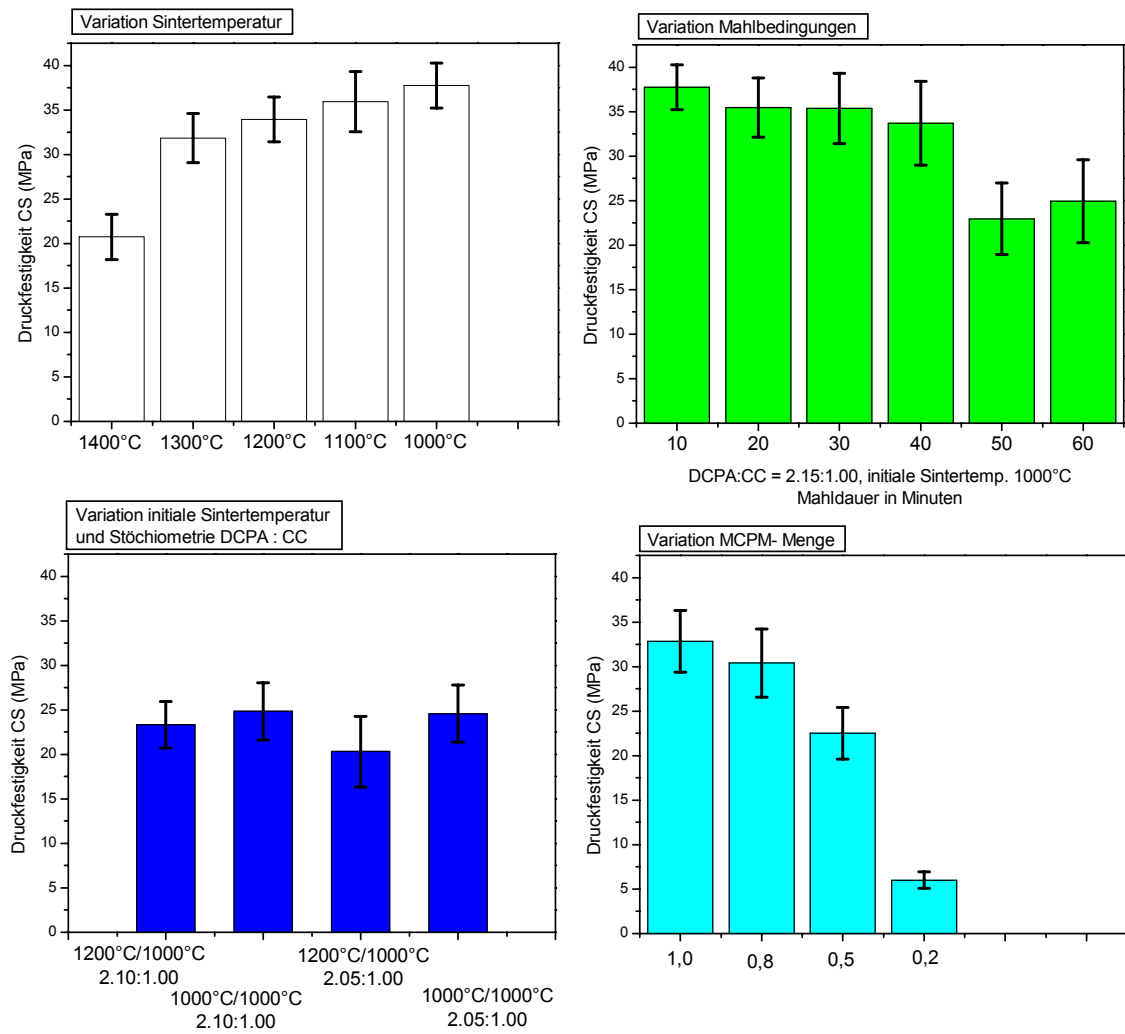 Variation Sintertemperatur
Druckfestigkeit CS (MPa)
40
35
30
25
20
15
10
5
0
1400°C 1300°C 1200°C 1100°C 1000°C
Variation Mahlbedingungen
Druckfestigkeit CS (MPa)
40
35
30
25
20
15
10
5
0
10 20 30 40 50 60
DCPA:CC = 2.15:1.00, initiale Sintertemp. 1000°C
Mahldauer in Minuten
Variation initiale Sintertemperatur
und Stöchiometrie DCPA : CC
Druckfestigkeit CS (MPa)
40
35
30
25
20
15
10
5
0
1200°C/1000°C
2.10:1.00
1000°C/1000°C
2.10:1.00
1200°C/1000°C
2.05:1.00
1000°C/1000°C
2.05:1.00
Variation MCPM- Menge
Druckfestigkeit CS (MPa)
40
35
30
25
20
15
10
5
0
1,0 0,8 0,5 0,2